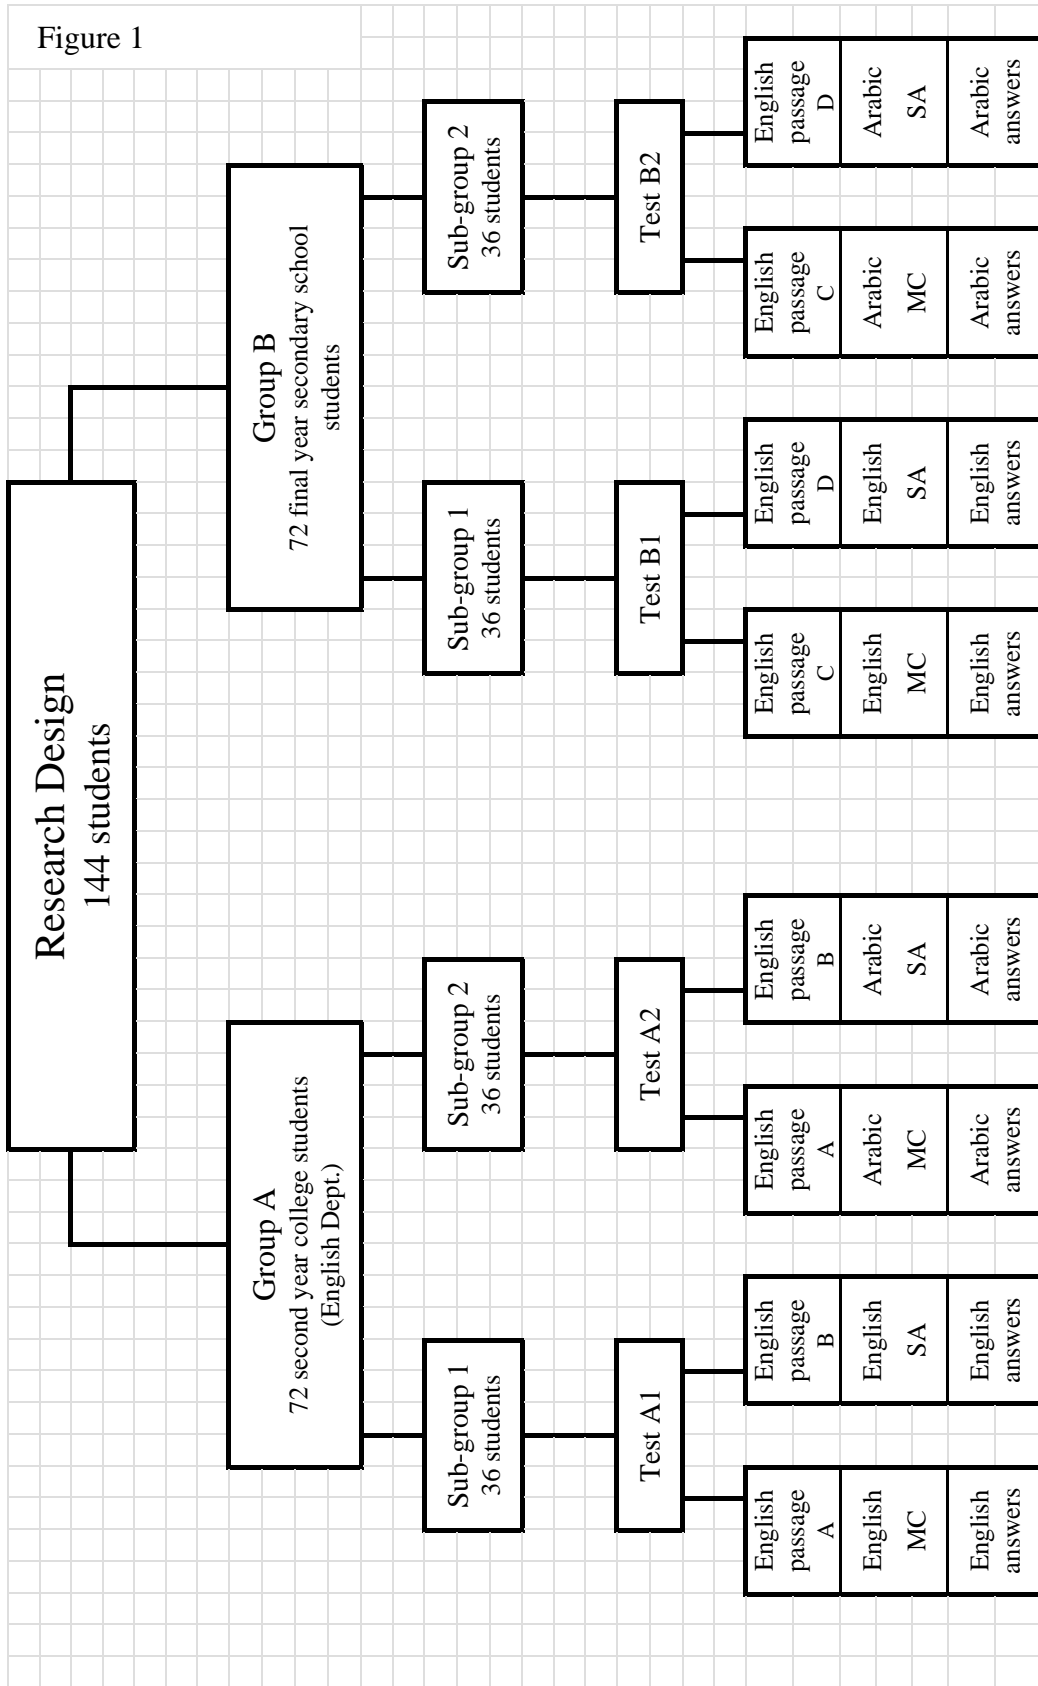 Figure 1
Research Design
144 students
Group A
72 second year college students
(English Dept.)
Group B
72 final year secondary school
students
Sub-group 1
36 students
Sub-group 2
36 students
Sub-group 1
36 students
Sub-group 2
36 students
Test A1
Test A2
Test B1
Test B2
English
passage
A
English
MC
English
answers
English
passage
B
English
SA
English
answers
English
passage
A
Arabic
MC
Arabic
answers
English
passage
B
Arabic
SA
Arabic
answers
English
passage
C
English
MC
English
answers
English
passage
D
English
SA
English
answers
English
passage
C
Arabic
MC
Arabic
answers
English
passage
D
Arabic
SA
Arabic
answers